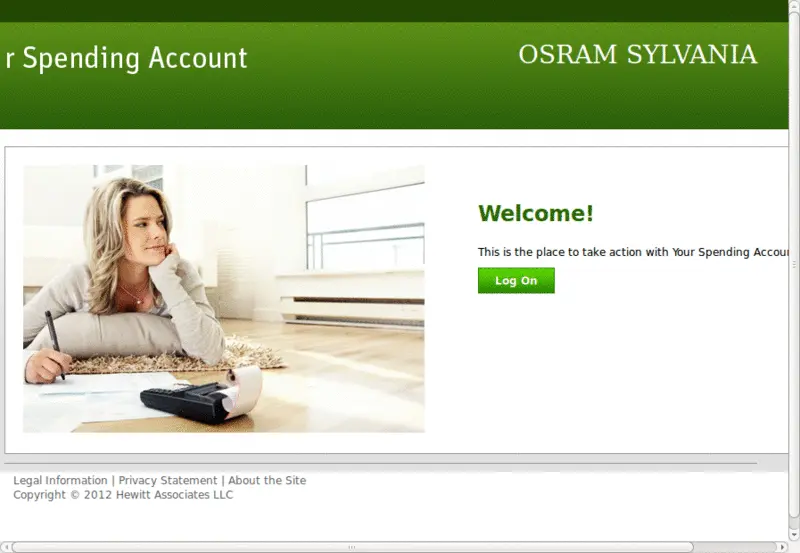 r Spending Account
OSRAM SYLVANIA
Welcome!
This is the place to take action with Your Spending Accou
Log On
Legal Information | Privacy Statement | About the Site
Copyright © 2012 Hewitt Associates LLC